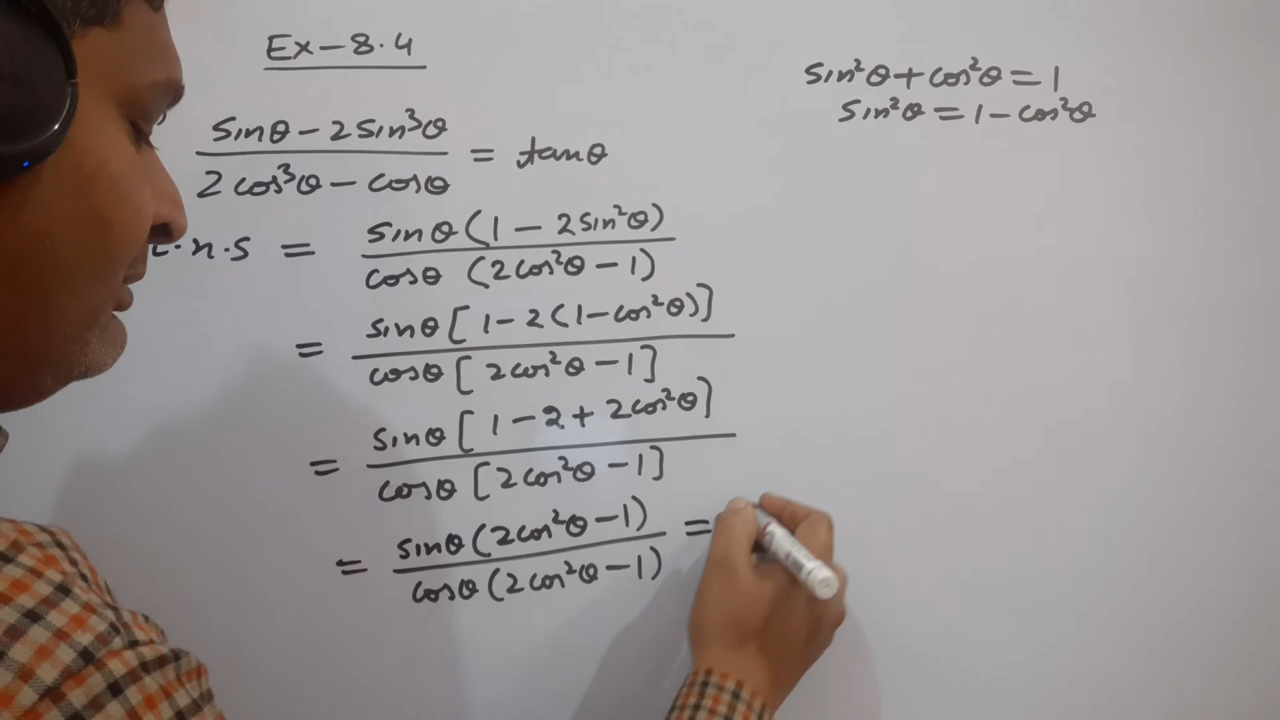 Ex-8.4
sin²θ + cos²θ = 1
sin²θ = 1 - cos²θ
sinθ - 2sin³θ / 2cos³θ - cosθ = tanθ
.H.S = sinθ(1 - 2sin²θ) / cosθ (2cos²θ - 1)
= sinθ[1 - 2(1 - cos²θ)] / cosθ[2cos²θ - 1]
= sinθ[1 - 2 + 2cos²θ] / cosθ[2cos²θ - 1]
= sinθ(2cos²θ - 1) / cosθ(2cos²θ - 1) =